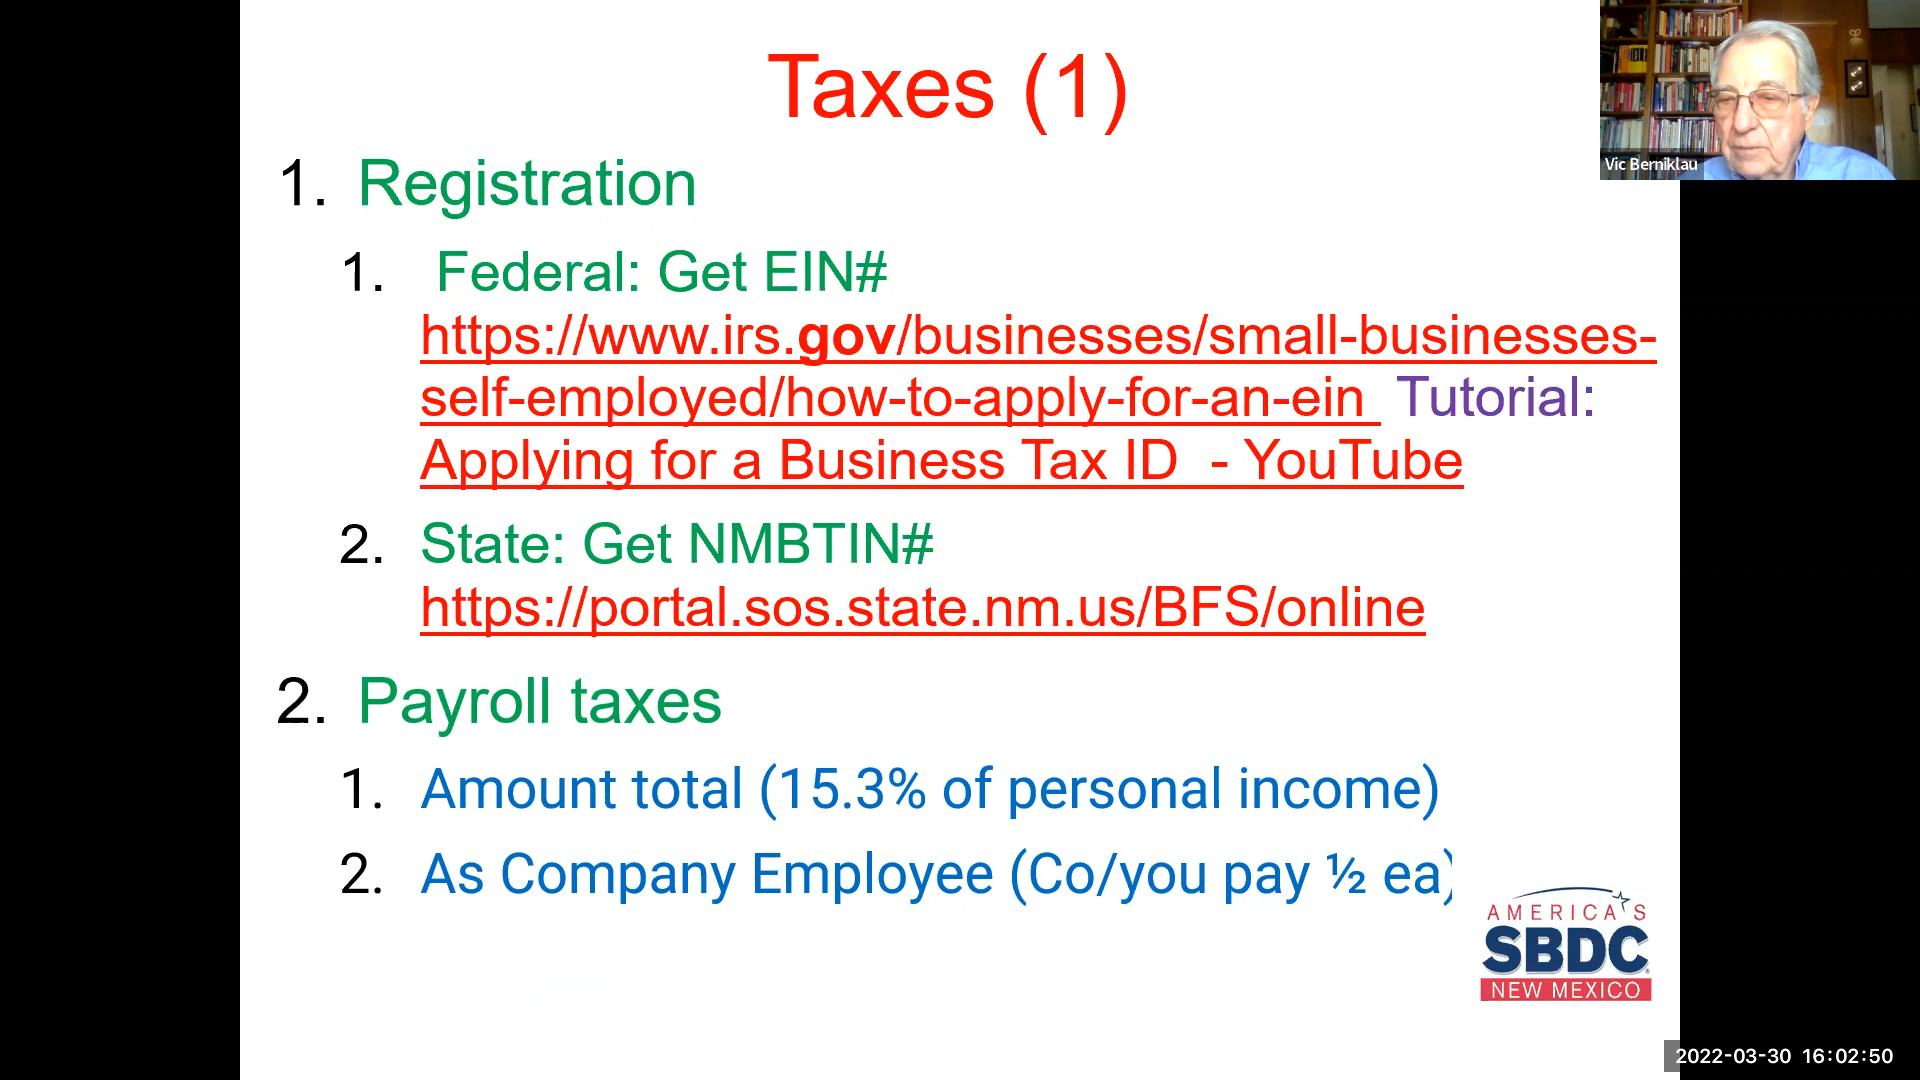 Taxes (1)
1. Registration
1. Federal: Get EIN#
https://www.irs.gov/businesses/small-businesses-
self-employed/how-to-apply-for-an-ein Tutorial:
Applying for a Business Tax ID - YouTube
2. State: Get NMBTIN#
https://portal.sos.state.nm.us/BFS/online
2. Payroll taxes
1. Amount total (15.3% of personal income)
2. As Company Employee (Co/you pay ½ ea)
Vic Berniklau
AMERICA'S
SBDC
NEW MEXICO
2022-03-30 16:02:50